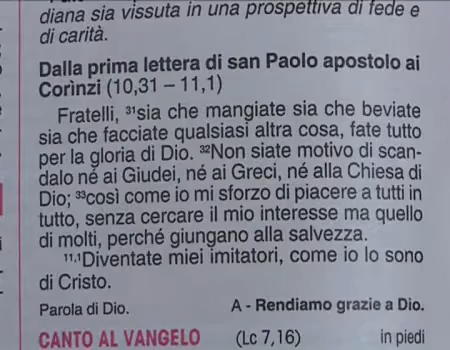 diana sia vissuta in una prospettiva di fede e
di carità.
Dalla prima lettera di san Paolo apostolo ai
Corìnzi (10,31 – 11,1)
Fratelli, ³¹sia che mangiate sia che beviate
sia che facciate qualsiasi altra cosa, fate tutto
per la gloria di Dio. ³²Non siate motivo di scan-
dalo né ai Giudei, né ai Greci, né alla Chiesa di
Dio; ³³così come io mi sforzo di piacere a tutti in
tutto, senza cercare il mio interesse ma quello
di molti, perché giungano alla salvezza.
¹¹,¹Diventate miei imitatori, come io lo sono
di Cristo.
Parola di Dio. A - Rendiamo grazie a Dio.
CANTO AL VANGELO (Lc 7,16) in piedi